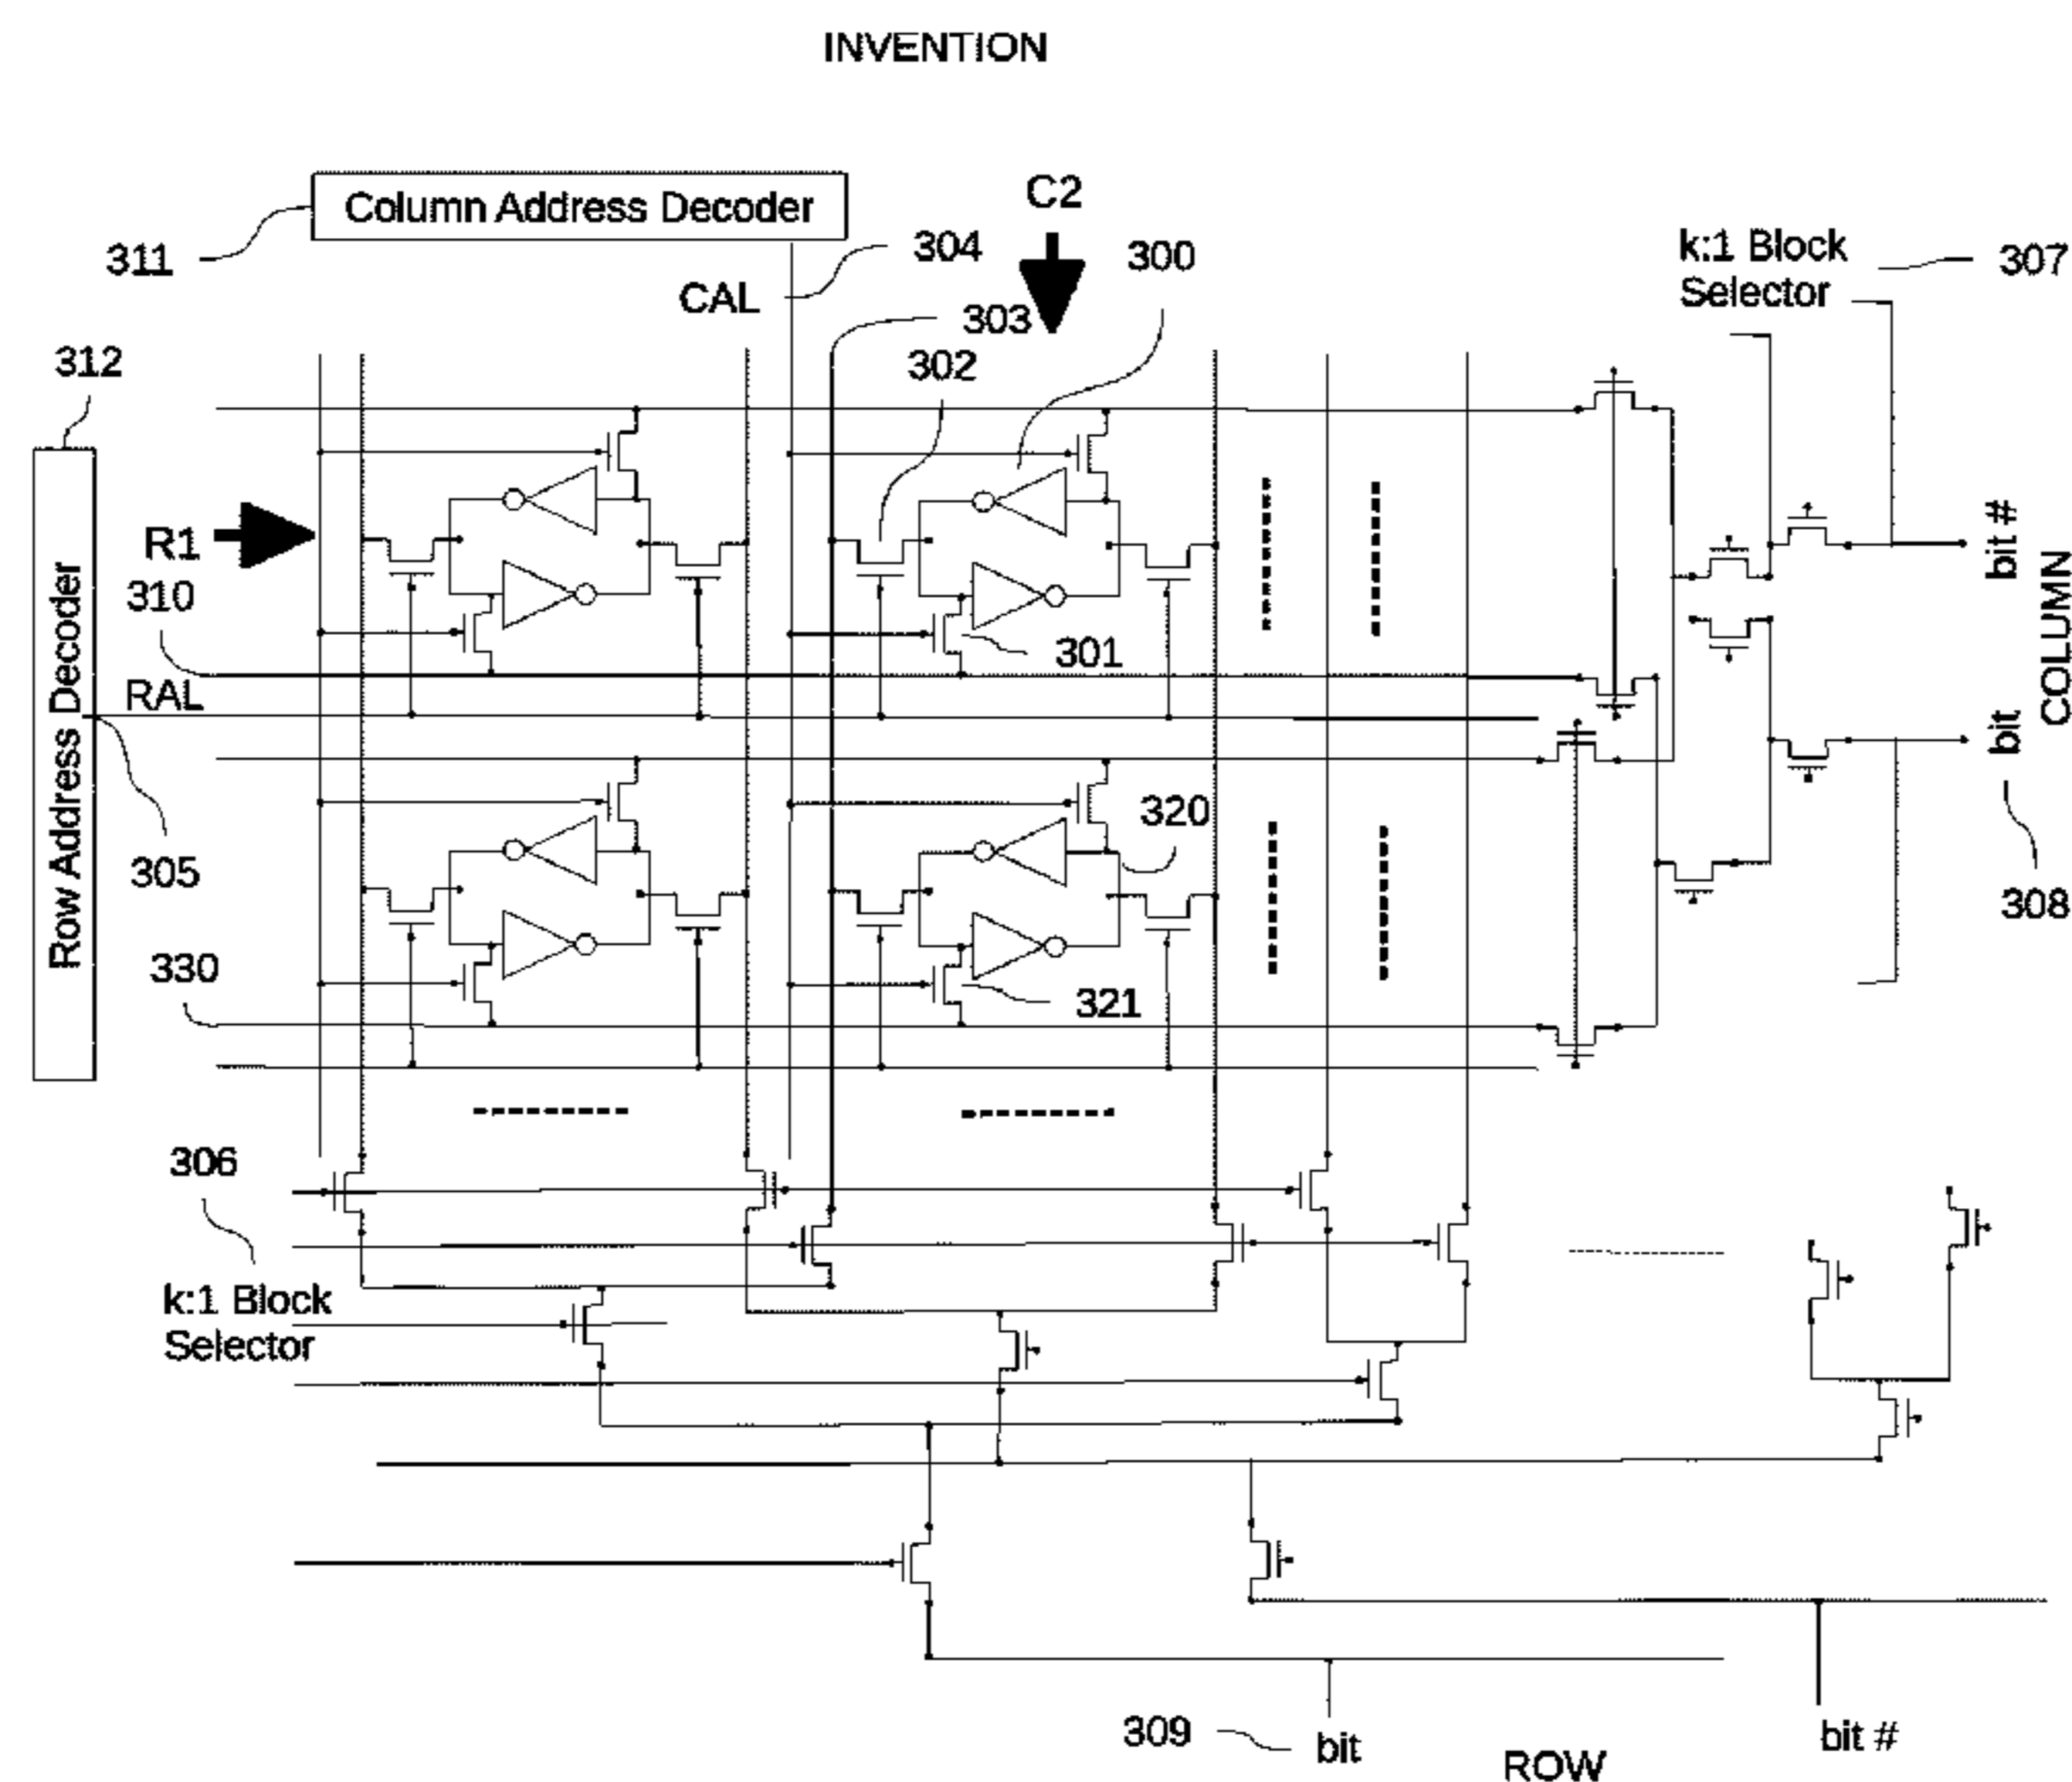 INVENTION
Column Address Decoder
C2
311
304
300
k:1 Block
Selector
307
CAL
303
302
312
R1
bit #
COLUMN
310
301
RAL
Row Address Decoder
bit
320
305
308
330
321
306
k:1 Block
Selector
309
bit
bit #
ROW